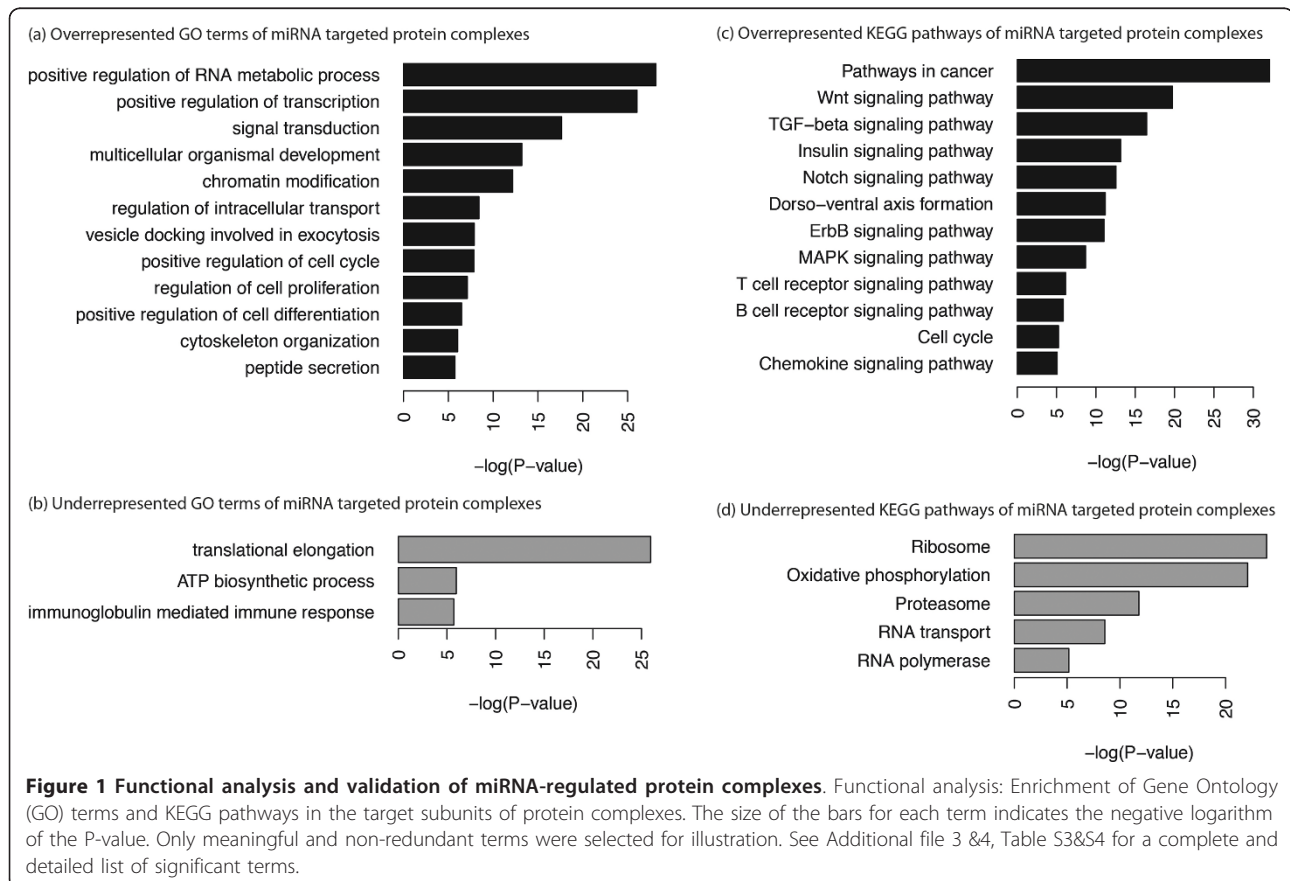 (a) Overrepresented GO terms of miRNA targeted protein complexes
positive regulation of RNA metabolic process
positive regulation of transcription
signal transduction
multicellular organismal development
chromatin modification
regulation of intracellular transport
vesicle docking involved in exocytosis
positive regulation of cell cycle
regulation of cell proliferation
positive regulation of cell differentiation
cytoskeleton organization
peptide secretion
0 5 10 15 20 25
−log(P−value)
(b) Underrepresented GO terms of miRNA targeted protein complexes
translational elongation
ATP biosynthetic process
immunoglobulin mediated immune response
0 5 10 15 20 25
−log(P−value)
(c) Overrepresented KEGG pathways of miRNA targeted protein complexes
Pathways in cancer
Wnt signaling pathway
TGF−beta signaling pathway
Insulin signaling pathway
Notch signaling pathway
Dorso−ventral axis formation
ErbB signaling pathway
MAPK signaling pathway
T cell receptor signaling pathway
B cell receptor signaling pathway
Cell cycle
Chemokine signaling pathway
0 5 10 15 20 25 30
−log(P−value)
(d) Underrepresented KEGG pathways of miRNA targeted protein complexes
Ribosome
Oxidative phosphorylation
Proteasome
RNA transport
RNA polymerase
0 5 10 15 20
−log(P−value)
Figure 1 Functional analysis and validation of miRNA-regulated protein complexes. Functional analysis: Enrichment of Gene Ontology
(GO) terms and KEGG pathways in the target subunits of protein complexes. The size of the bars for each term indicates the negative logarithm
of the P-value. Only meaningful and non-redundant terms were selected for illustration. See Additional file 3 &4, Table S3&S4 for a complete and
detailed list of significant terms.